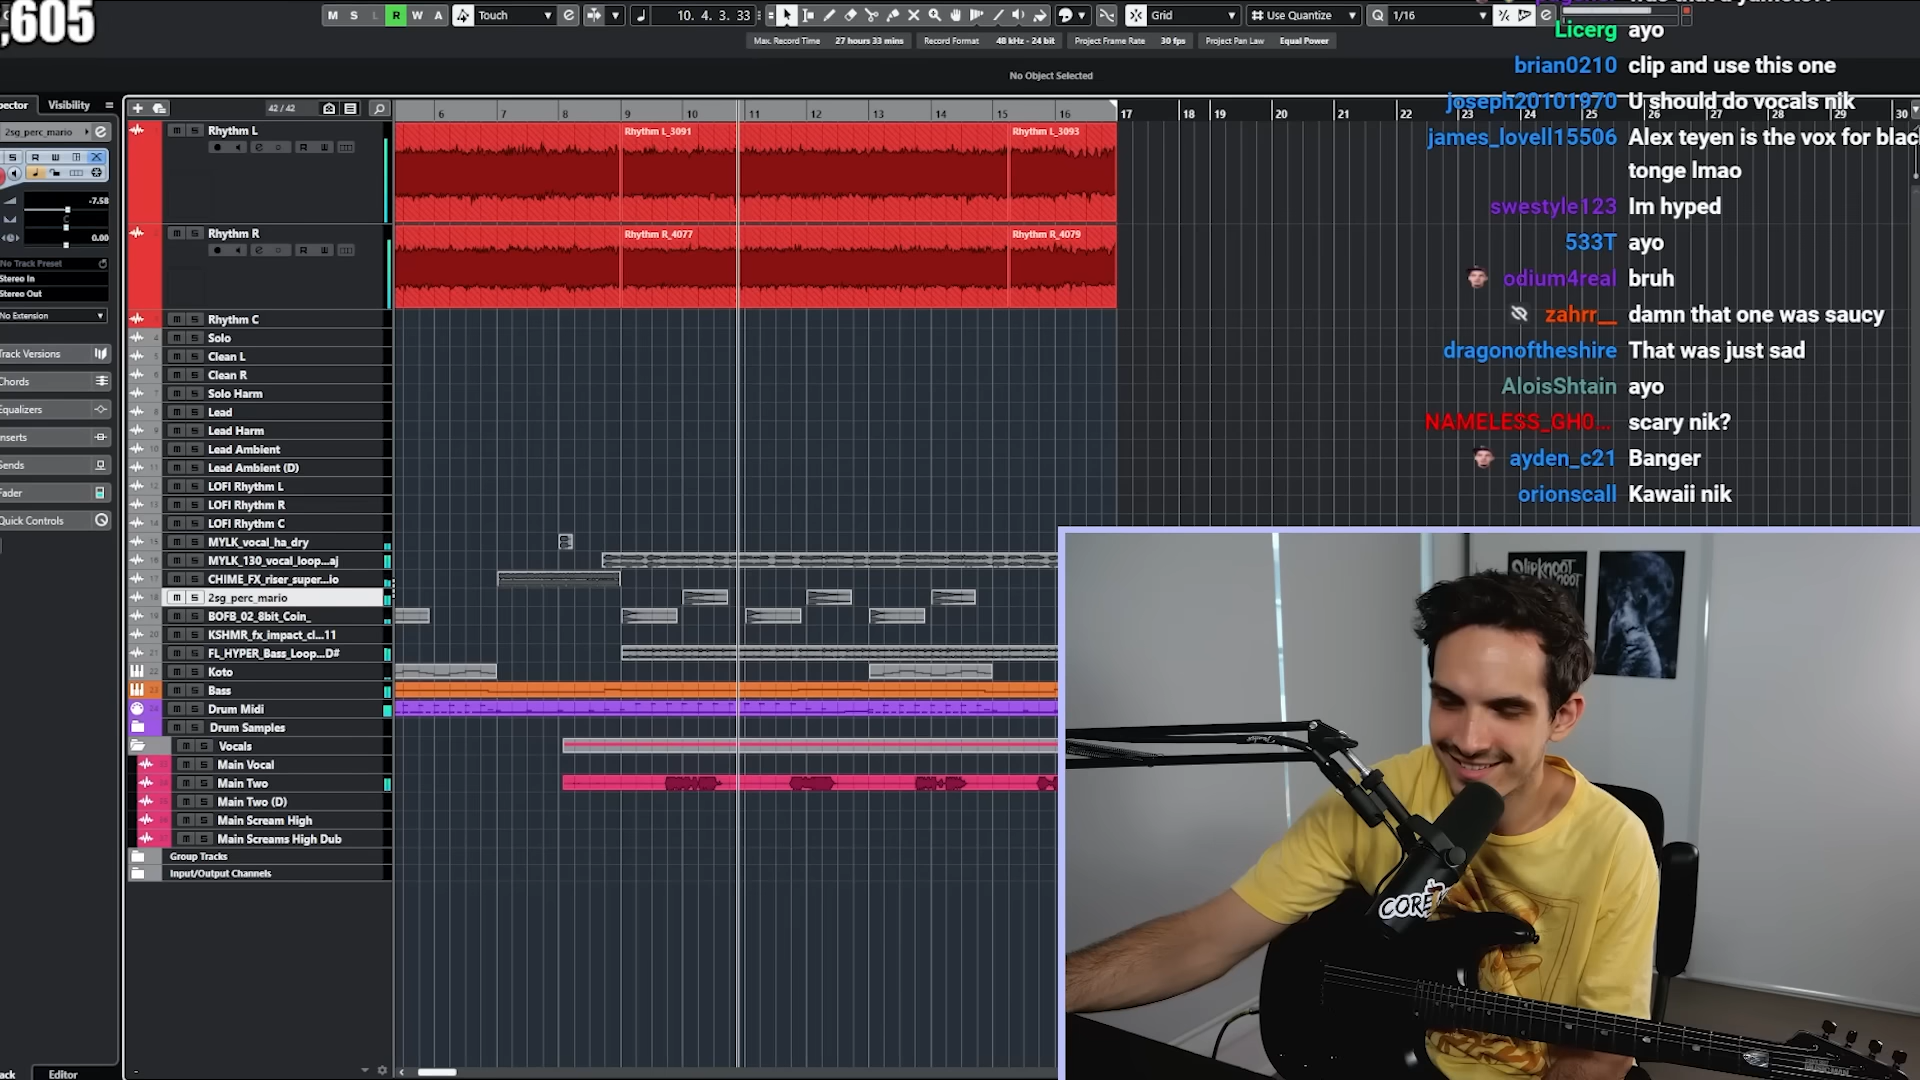 ,605
M S L R W A
Touch
10. 4. 3. 33
Grid
Use Quantize
Q 1/16
Max. Record Time 27 hours 33 mins
Record Format 48 kHz - 24 bit
Project Frame Rate 30 fps
Project Pan Law Equal Power
No Object Selected
Visibility
42 / 42
6 7 8 9 10 11 12 13 14 15 16 17 18 19 20 21 22 23 24 25 26 27 28 29 30
2sg_perc_mario
S R W
-7.58
C
0.00
No Track Preset
Stereo In
Stereo Out
No Extension
Track Versions
Chords
Equalizers
Inserts
Sends
Fader
Quick Controls
Rhythm L
Rhythm L_3091
Rhythm L_3093
Rhythm R
Rhythm R_4077
Rhythm R_4079
Rhythm C
Solo
Clean L
Clean R
Solo Harm
Lead
Lead Harm
Lead Ambient
Lead Ambient (D)
LOFI Rhythm L
LOFI Rhythm R
LOFI Rhythm C
MYLK_vocal_ha_dry
MYLK_130_vocal_loop...aj
CHIME_FX_riser_super...io
2sg_perc_mario
BOFB_02_8bit_Coin_
KSHMR_fx_impact_cl...11
FL_HYPER_Bass_Loop...D#
Koto
Bass
Drum Midi
Drum Samples
Vocals
Main Vocal
Main Two
Main Two (D)
Main Scream High
Main Screams High Dub
Group Tracks
Input/Output Channels
Editor
Licerg ayo
brian0210 clip and use this one
joseph20101970 U should do vocals nik
james_lovell15506 Alex teyen is the vox for blac
tonge lmao
swestyle123 Im hyped
533T ayo
odium4real bruh
zahrr__ damn that one was saucy
dragonoftheshire That was just sad
AloisShtain ayo
NAMELESS_GH0... scary nik?
ayden_c21 Banger
orionscall Kawaii nik
SLIPKNOT
CORE